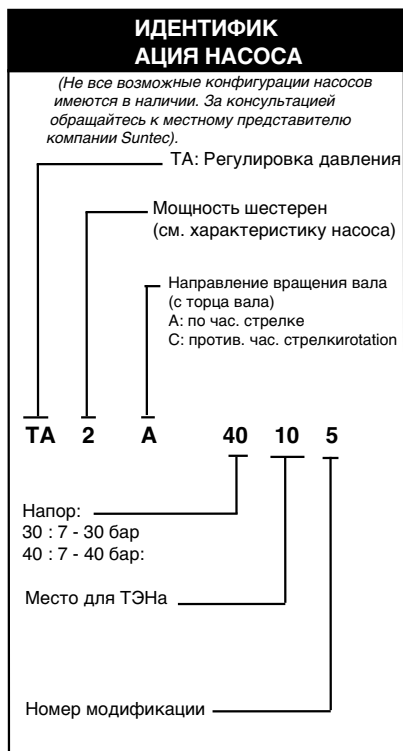 ИДЕНТИФИК
АЦИЯ НАСОСА
(Не все возможные конфигурации насосов
имеются в наличии. За консультацией
обращайтесь к местному представителю
компании Suntec).
TA: Регулировка давления
Мощность шестерен
(см. характеристику насоса)
Направление вращения вала
(с торца вала)
A: по час. стрелке
C: против. час. стрелкиrotation
TA 2 A 40 10 5
Напор:
30 : 7 - 30 бар
40 : 7 - 40 бар:
Место для ТЭНа
Номер модификации